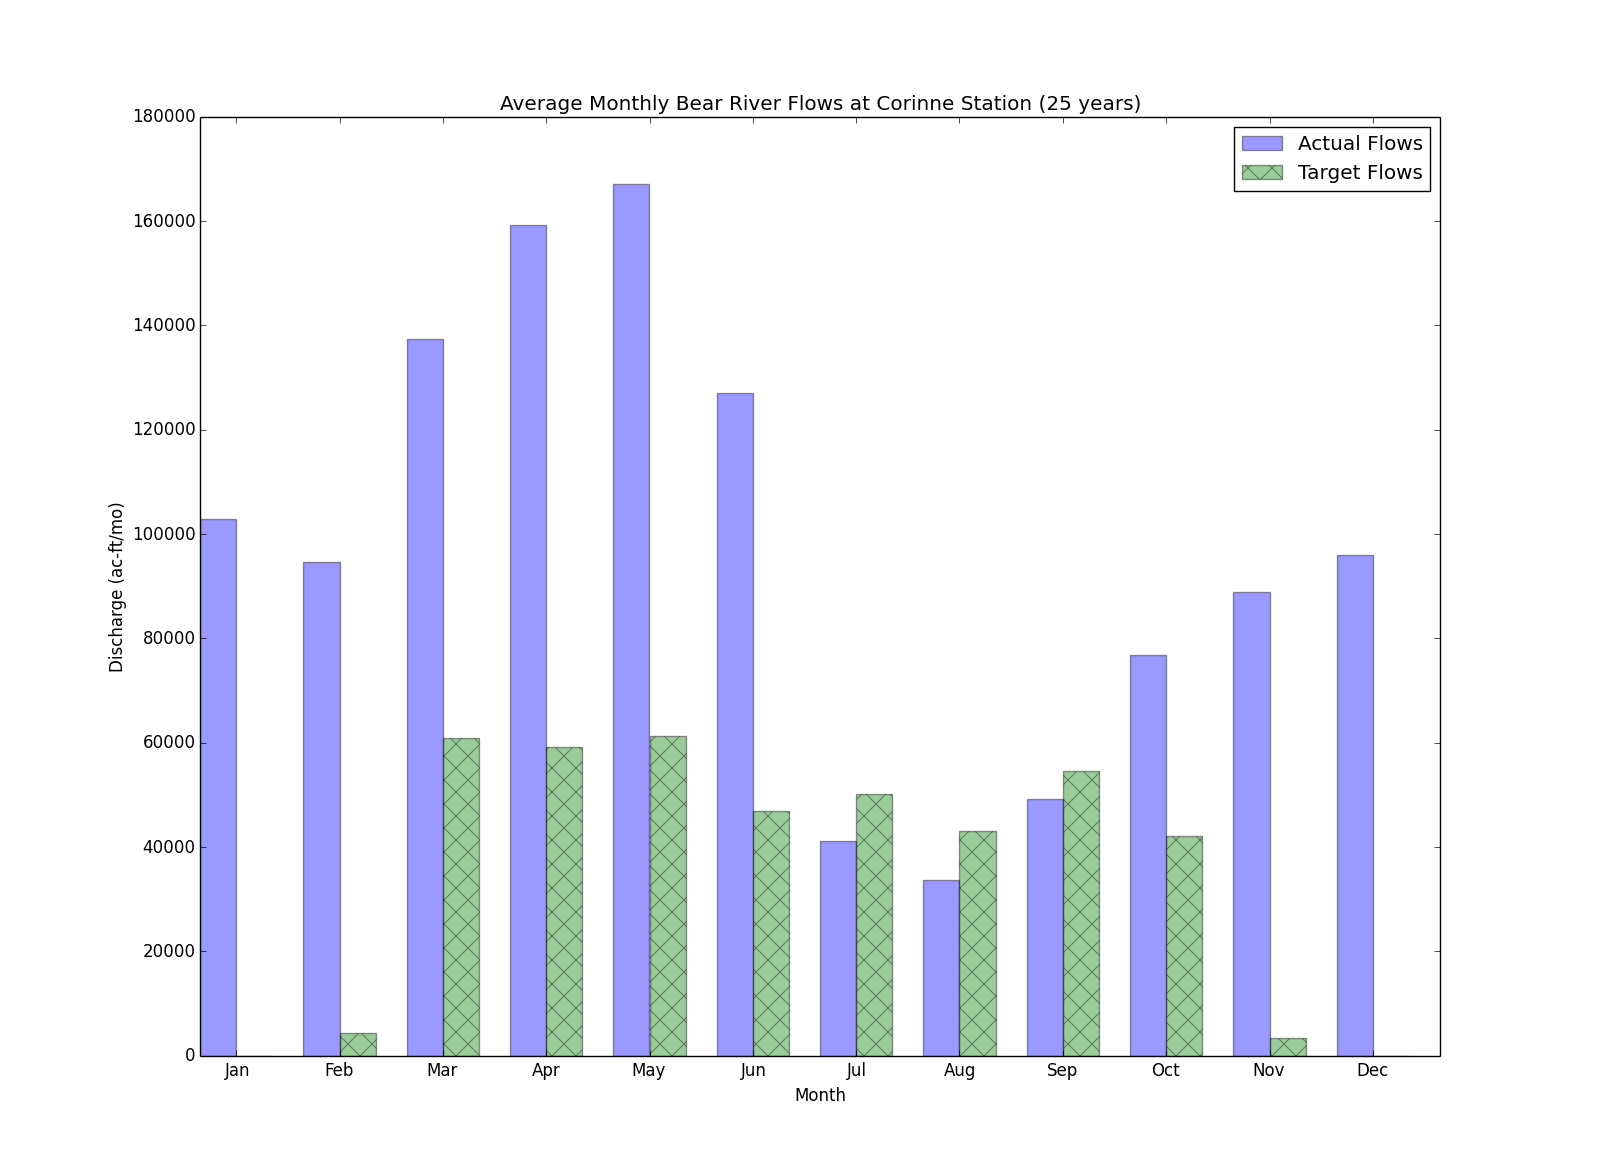 Average Monthly Bear River Flows at Corinne Station (25 years)
180000
160000
140000
120000
100000
80000
60000
40000
20000
0
Discharge (ac-ft/mo)
Actual Flows
Target Flows
Jan Feb Mar Apr May Jun Jul Aug Sep Oct Nov Dec
Month